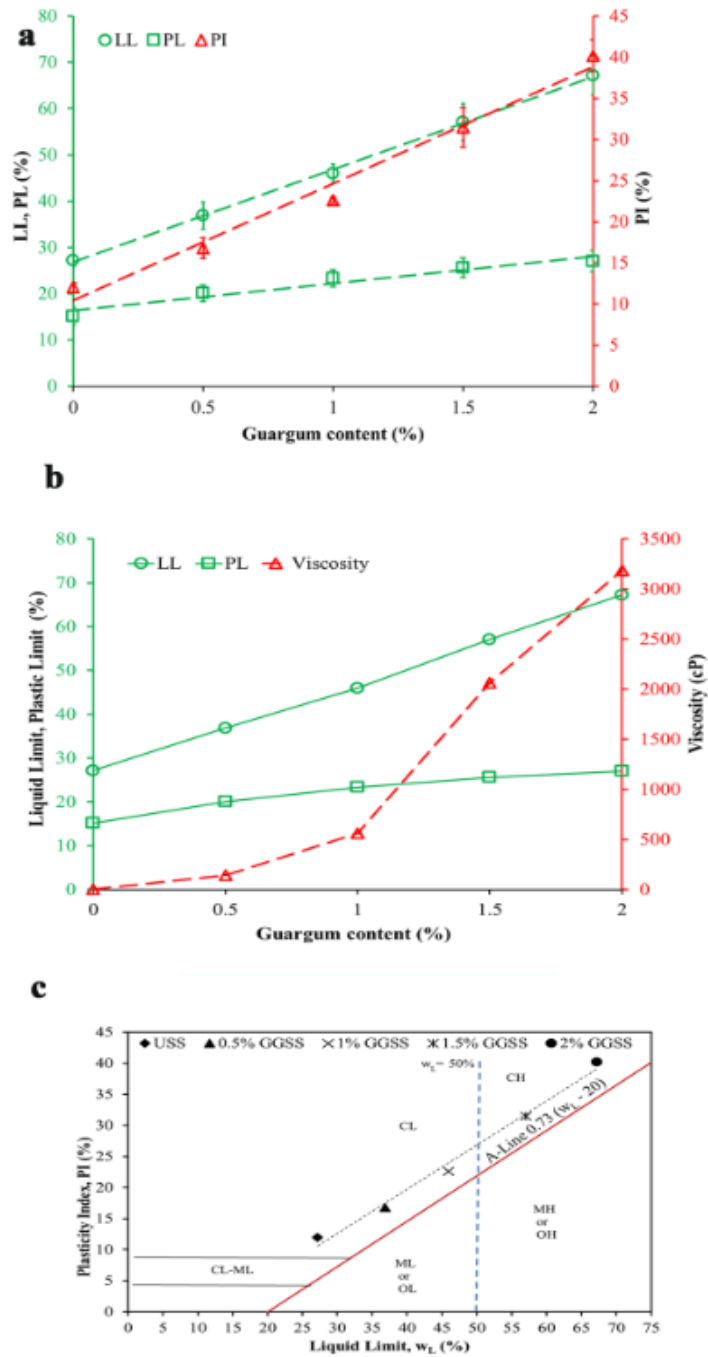 a
LL PL PI
LL, PL (%)
80
70
60
50
40
30
20
10
0
45
40
35
30
25
20
15
10
5
0
PI (%)
0 0.5 1 1.5 2
Guargum content (%)
b
LL PL Viscosity
Liquid Limit, Plastic Limit (%)
80
70
60
50
40
30
20
10
0
3500
3000
2500
2000
1500
1000
500
0
Viscosity (cP)
0 0.5 1 1.5 2
Guargum content (%)
c
USS 0.5% GGSS 1% GGSS 1.5% GGSS 2% GGSS
Plasticity Index, PI (%)
45
40
35
30
25
20
15
10
5
0
wL= 50%
CH
CL
A-Line 0.73 (wL - 20)
CL-ML
ML
or
OL
MH
or
OH
0 5 10 15 20 25 30 35 40 45 50 55 60 65 70 75
Liquid Limit, wL (%)